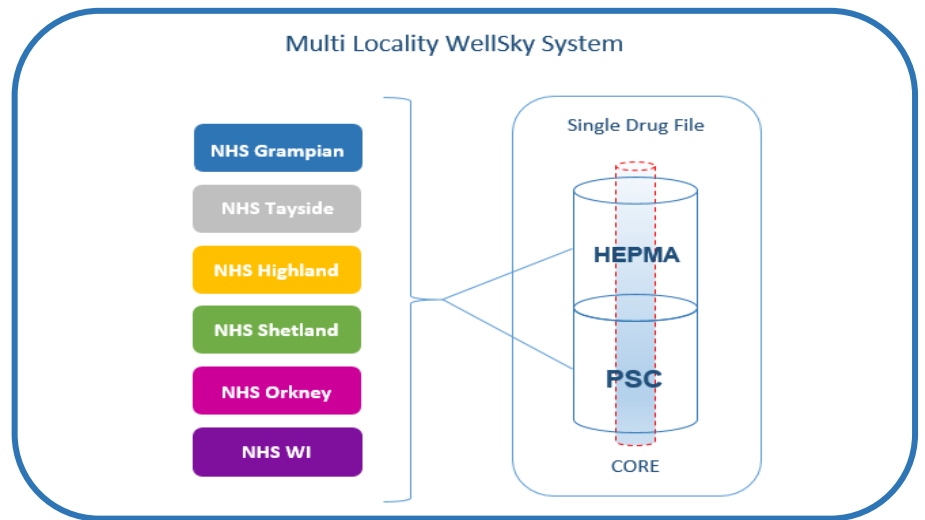 Multi Locality WellSky System
NHS Grampian
NHS Tayside
NHS Highland
NHS Shetland
NHS Orkney
NHS WI
Single Drug File
HEPMA
PSC
CORE